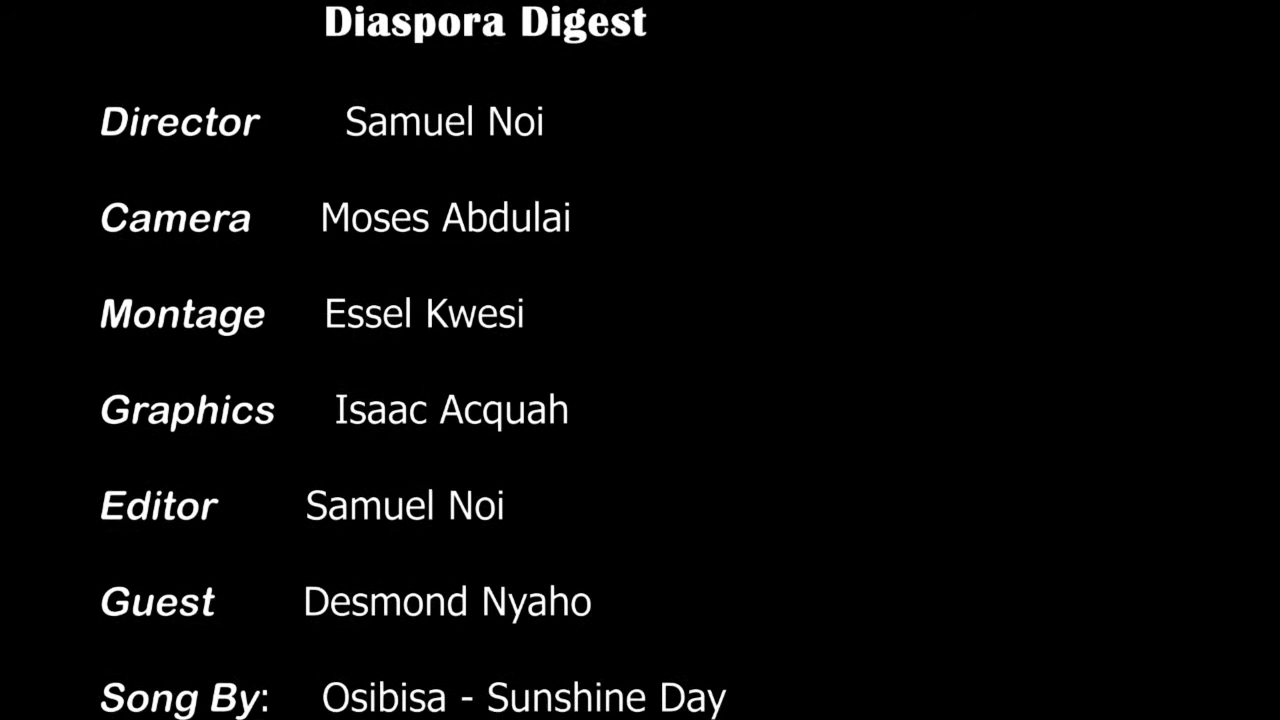 Diaspora Digest
Director Samuel Noi
Camera Moses Abdulai
Montage Essel Kwesi
Graphics Isaac Acquah
Editor Samuel Noi
Guest Desmond Nyaho
Song By: Osibisa - Sunshine Day